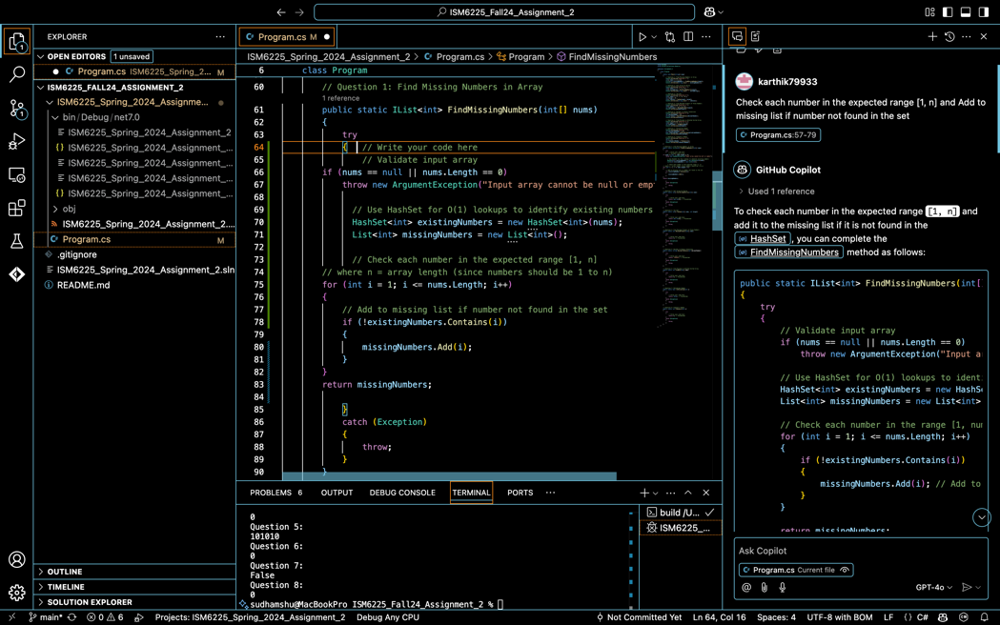 ISM6225_Fall24_Assignment_2
EXPLORER
OPEN EDITORS 1 unsaved
Program.cs ISM6225_Spring_2... M
ISM6225_SPRING_2024_ASSIGNMENT_2
ISM6225_Spring_2024_Assignme...
bin/Debug/net7.0
ISM6225_Spring_2024_Assignment_2
{} ISM6225_Spring_2024_Assignment_...
ISM6225_Spring_2024_Assignment_...
ISM6225_Spring_2024_Assignment_...
{} ISM6225_Spring_2024_Assignment_...
obj
ISM6225_Spring_2024_Assignment_2....
Program.cs M
.gitignore
ISM6225_Spring_2024_Assignment_2.sln
README.md
OUTLINE
TIMELINE
SOLUTION EXPLORER
Program.cs M
ISM6225_Spring_2024_Assignment_2 > Program.cs > Program > FindMissingNumbers
6 class Program
60 // Question 1: Find Missing Numbers in Array
1 reference
61 public static IList<int> FindMissingNumbers(int[] nums)
62 {
63 try
64 { // Write your code here
65 // Validate input array
66 if (nums == null || nums.Length == 0)
67 throw new ArgumentException("Input array cannot be null or emp
68
69 // Use HashSet for O(1) lookups to identify existing numbers
70 HashSet<int> existingNumbers = new HashSet<int>(nums);
71 List<int> missingNumbers = new List<int>();
72
73 // Check each number in the expected range [1, n]
74 // where n = array length (since numbers should be 1 to n)
75 for (int i = 1; i <= nums.Length; i++)
76 {
77 // Add to missing list if number not found in the set
78 if (!existingNumbers.Contains(i))
79 {
80 missingNumbers.Add(i);
81 }
82 }
83 return missingNumbers;
84
85 }
86 catch (Exception)
87 {
88 throw;
89 }
90 }
PROBLEMS 6 OUTPUT DEBUG CONSOLE TERMINAL PORTS
0
Question 5:
101010
Question 6:
0
Question 7:
False
Question 8:
0
sudhamshu@MacBookPro ISM6225_Fall24_Assignment_2 %
build /U...
ISM6225_...
karthik79933
Check each number in the expected range [1, n] and Add to
missing list if number not found in the set
Program.cs:57-79
GitHub Copilot
Used 1 reference
To check each number in the expected range [1, n] and
add it to the missing list if it is not found in the
HashSet , you can complete the
FindMissingNumbers method as follows:
public static IList<int> FindMissingNumbers(int[
{
try
{
// Validate input array
if (nums == null || nums.Length == 0)
throw new ArgumentException("Input a
// Use HashSet for O(1) lookups to ident
HashSet<int> existingNumbers = new HashS
List<int> missingNumbers = new List<int>
// Check each number in the range [1, nu
for (int i = 1; i <= nums.Length; i++)
{
if (!existingNumbers.Contains(i))
{
missingNumbers.Add(i); // Add to
}
}
return missingNumbers;
Ask Copilot
Program.cs Current file
GPT-4o
main* 0 6 Projects: ISM6225_Spring_2024_Assignment_2 Debug Any CPU Not Committed Yet Ln 64, Col 16 Spaces: 4 UTF-8 with BOM LF {} C#